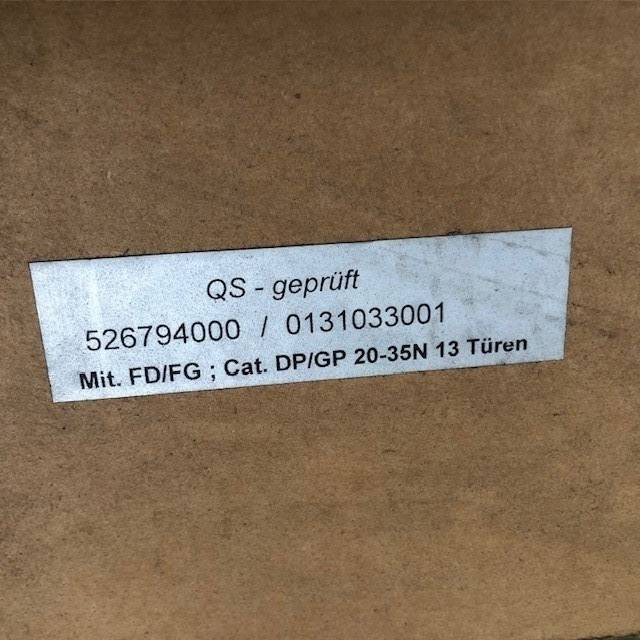 QS - geprüft
526794000 / 0131033001
Mit. FD/FG ; Cat. DP/GP 20-35N 13 Türen